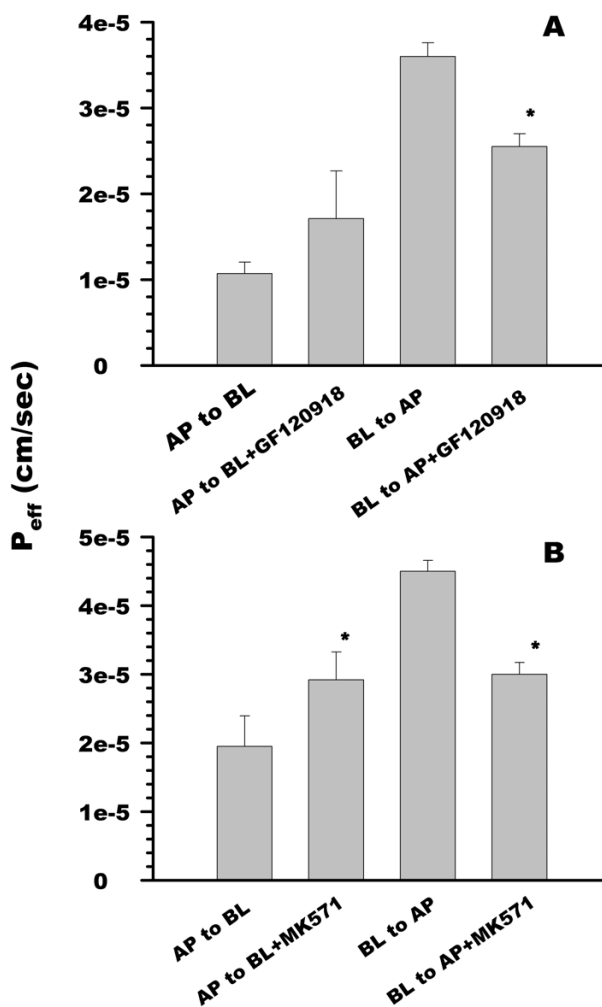 A
4e-5
3e-5
2e-5
1e-5
0
*
AP to BL
AP to BL+GF120918
BL to AP
BL to AP+GF120918
P_eff (cm/sec)
B
5e-5
4e-5
3e-5
2e-5
1e-5
0
*
*
AP to BL
AP to BL+MK571
BL to AP
BL to AP+MK571